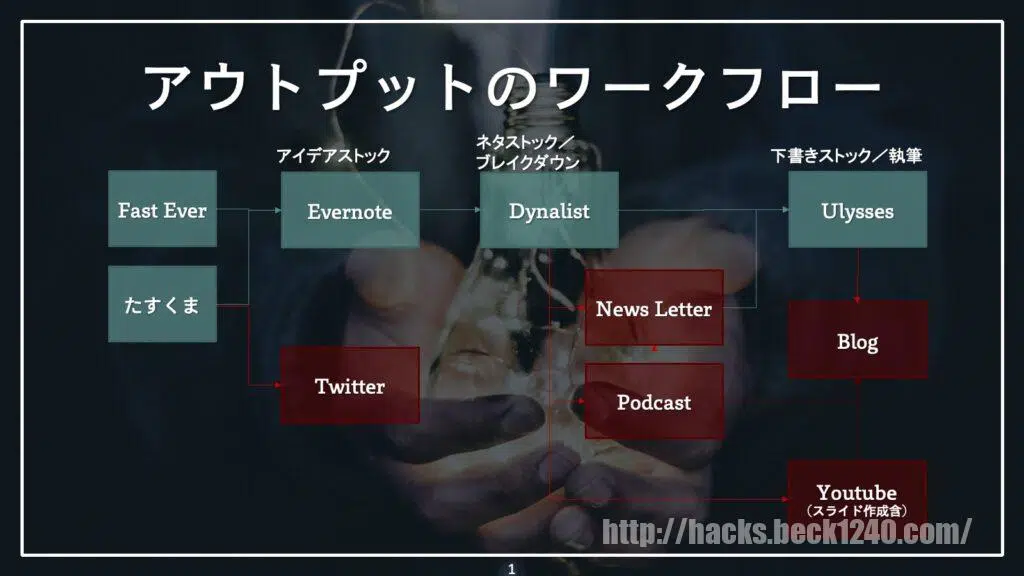 アウトプットのワークフロー
アイデアストック
ネタストック／
ブレイクダウン
下書きストック／執筆
Fast Ever
Evernote
Dynalist
Ulysses
たすくま
News Letter
Blog
Twitter
Podcast
Youtube
（スライド作成含）
http://hacks.beck1240.com/
1